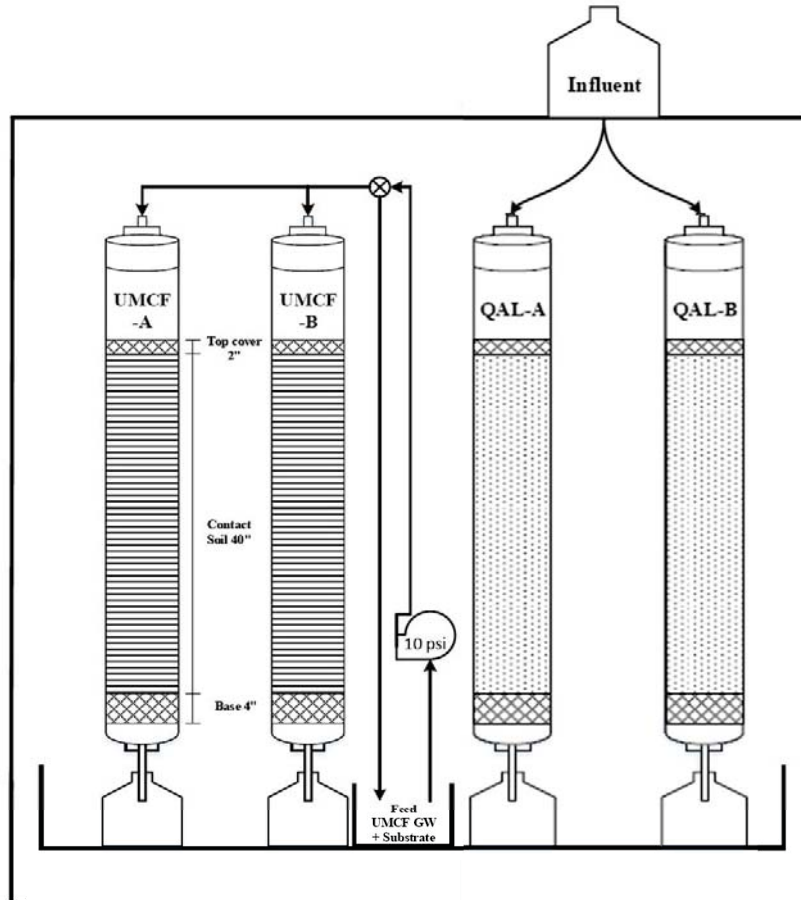 Influent
UMCF
-A
UMCF
-B
QAL-A
QAL-B
Top cover
2"
Contact
Soil 40"
10 psi
Base 4"
Feed
UMCF GW
+ Substrate